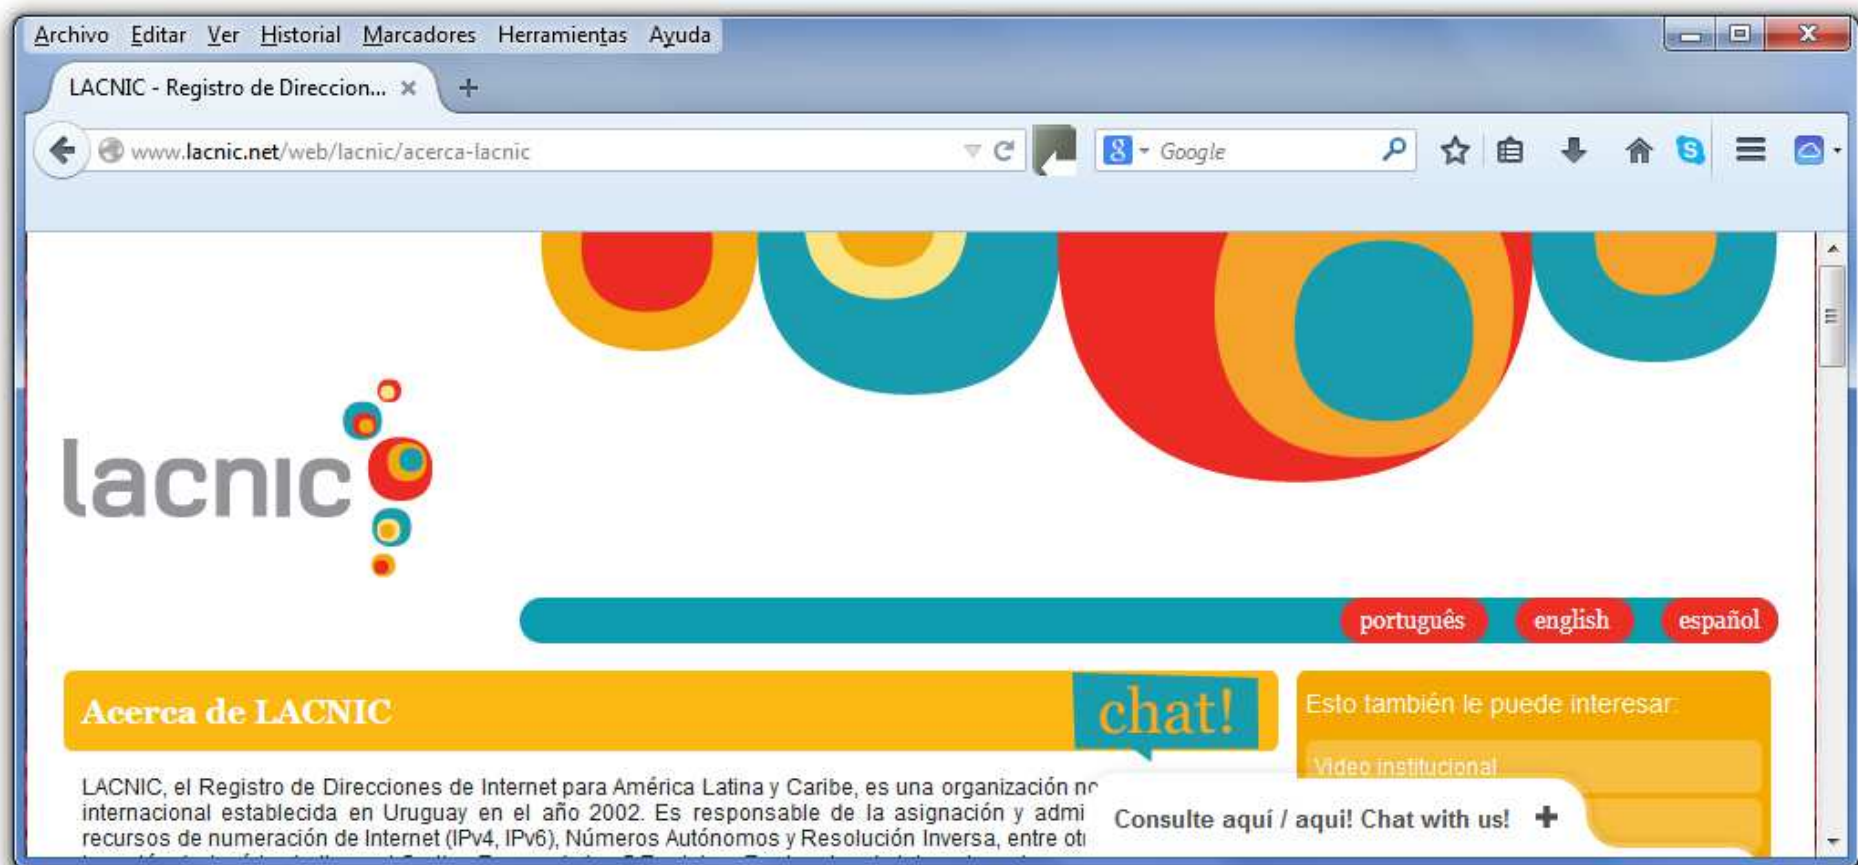 Archivo Editar Ver Historial Marcadores Herramientas Ayuda
LACNIC - Registro de Direccion...
www.lacnic.net/web/lacnic/acerca-lacnic
8 Google
lacnic
português english español
Acerca de LACNIC
chat!
Esto también le puede interesar:
Video institucional
LACNIC, el Registro de Direcciones de Internet para América Latina y Caribe, es una organización
internacional establecida en Uruguay en el año 2002. Es responsable de la asignación y
recursos de numeración de Internet (IPv4, IPv6), Números Autónomos y Resolución Inversa, entre
Consulte aquí / aqui! Chat with us!